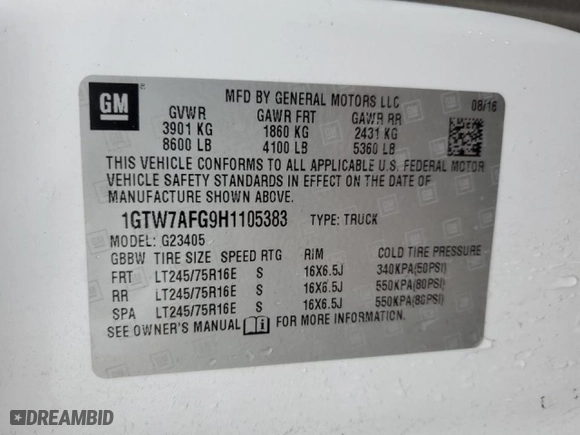 GM
MFD BY GENERAL MOTORS LLC 08/16
GVWR GAWR FRT GAWR RR
3901 KG 1860 KG 2431 KG
8600 LB 4100 LB 5360 LB
THIS VEHICLE CONFORMS TO ALL APPLICABLE U.S. FEDERAL MOTOR
VEHICLE SAFETY STANDARDS IN EFFECT ON THE DATE OF
MANUFACTURE SHOWN ABOVE.
1GTW7AFG9H1105383 TYPE: TRUCK
MODEL: G23405
GBBW TIRE SIZE SPEED RTG RIM COLD TIRE PRESSURE
FRT LT245/75R16E S 16X6.5J 340KPA(50PSI)
RR LT245/75R16E S 16X6.5J 550KPA(80PSI)
SPA LT245/75R16E S 16X6.5J 550KPA(80PSI)
SEE OWNER'S MANUAL i FOR MORE INFORMATION.
DREAMBID